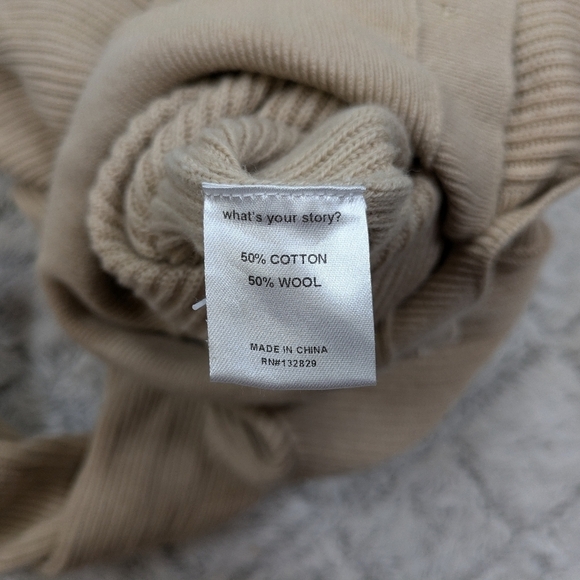 what's your story?
50% COTTON
50% WOOL
MADE IN CHINA
RN#132829